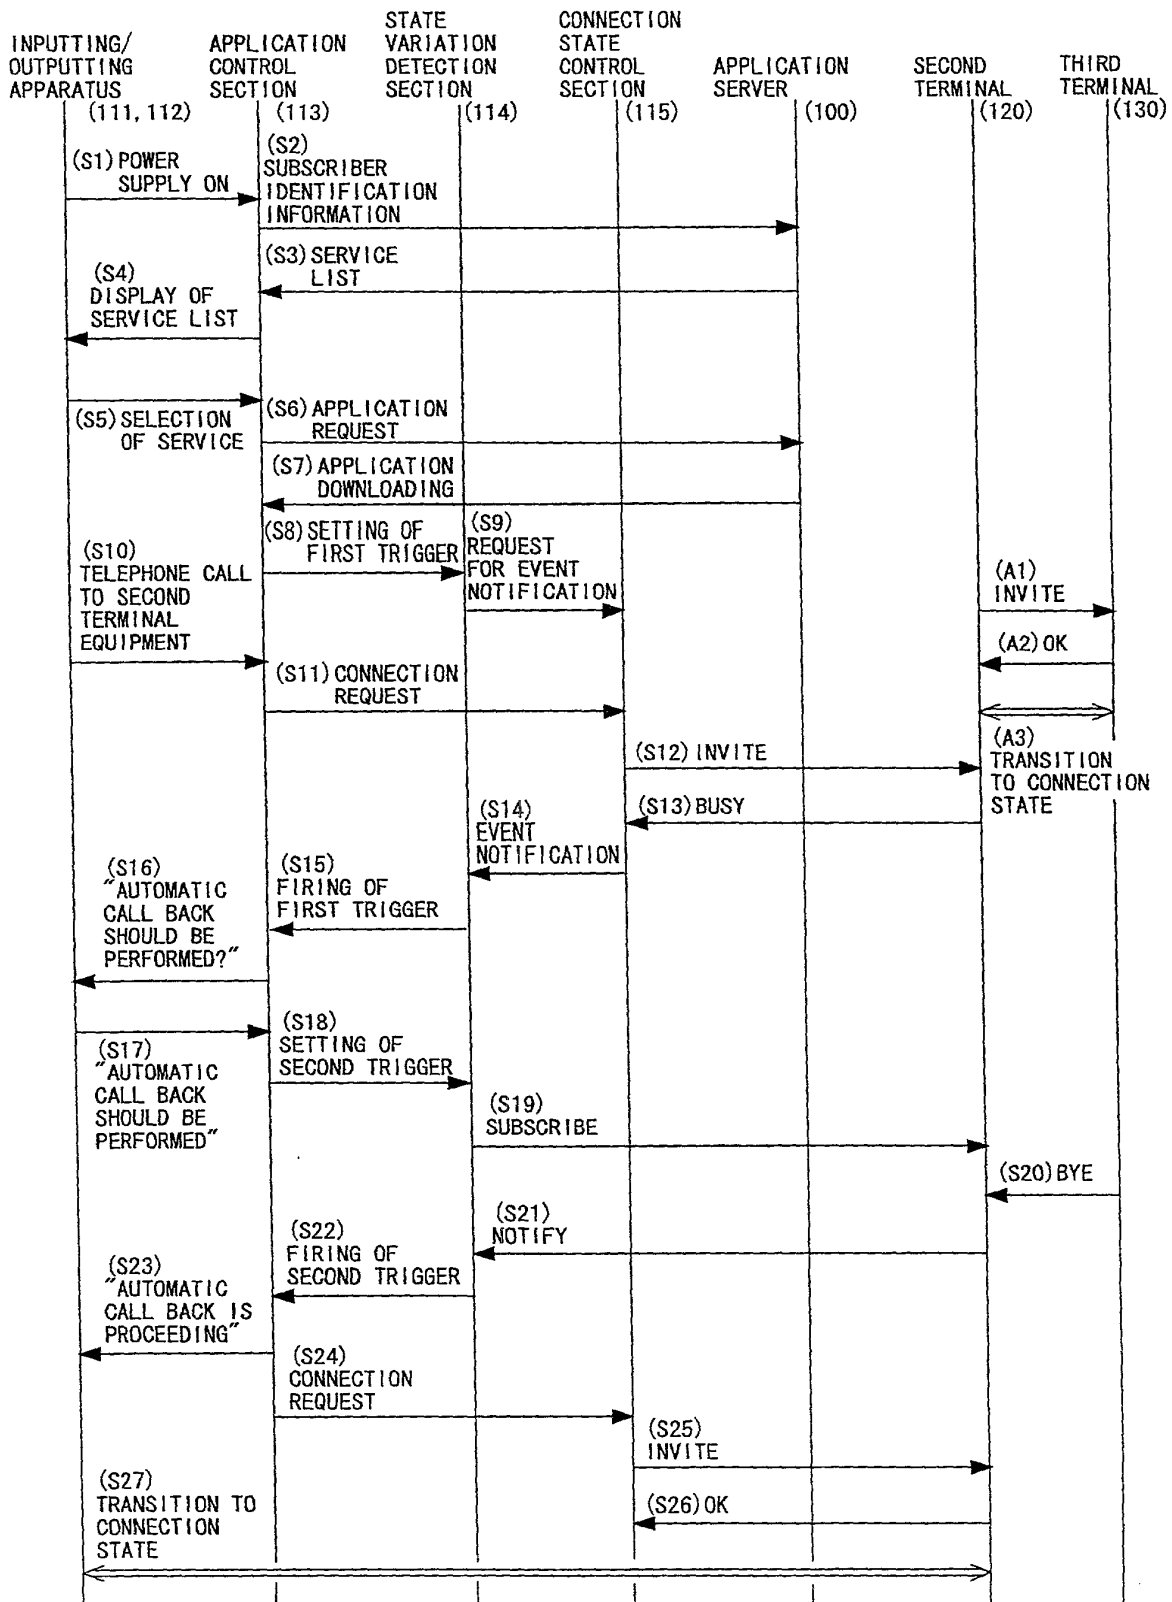 INPUTTING/
OUTPUTTING
APPARATUS
(111, 112)
APPLICATION
CONTROL
SECTION
(113)
STATE
VARIATION
DETECTION
SECTION
(114)
CONNECTION
STATE
CONTROL
SECTION
(115)
APPLICATION
SERVER
(100)
SECOND
TERMINAL
(120)
THIRD
TERMINAL
(130)
(S1) POWER
SUPPLY ON
(S2)
SUBSCRIBER
IDENTIFICATION
INFORMATION
(S3) SERVICE
LIST
(S4)
DISPLAY OF
SERVICE LIST
(S5) SELECTION
OF SERVICE
(S6) APPLICATION
REQUEST
(S7) APPLICATION
DOWNLOADING
(S8) SETTING OF
FIRST TRIGGER
(S9)
REQUEST
FOR EVENT
NOTIFICATION
(S10)
TELEPHONE CALL
TO SECOND
TERMINAL
EQUIPMENT
(A1)
INVITE
(A2) OK
(S11) CONNECTION
REQUEST
(A3)
TRANSITION
TO CONNECTION
STATE
(S12) INVITE
(S13) BUSY
(S14)
EVENT
NOTIFICATION
(S15)
FIRING OF
FIRST TRIGGER
(S16)
"AUTOMATIC
CALL BACK
SHOULD BE
PERFORMED?"
(S17)
"AUTOMATIC
CALL BACK
SHOULD BE
PERFORMED"
(S18)
SETTING OF
SECOND TRIGGER
(S19)
SUBSCRIBE
(S20) BYE
(S21)
NOTIFY
(S22)
FIRING OF
SECOND TRIGGER
(S23)
"AUTOMATIC
CALL BACK IS
PROCEEDING"
(S24)
CONNECTION
REQUEST
(S25)
INVITE
(S26) OK
(S27)
TRANSITION TO
CONNECTION
STATE